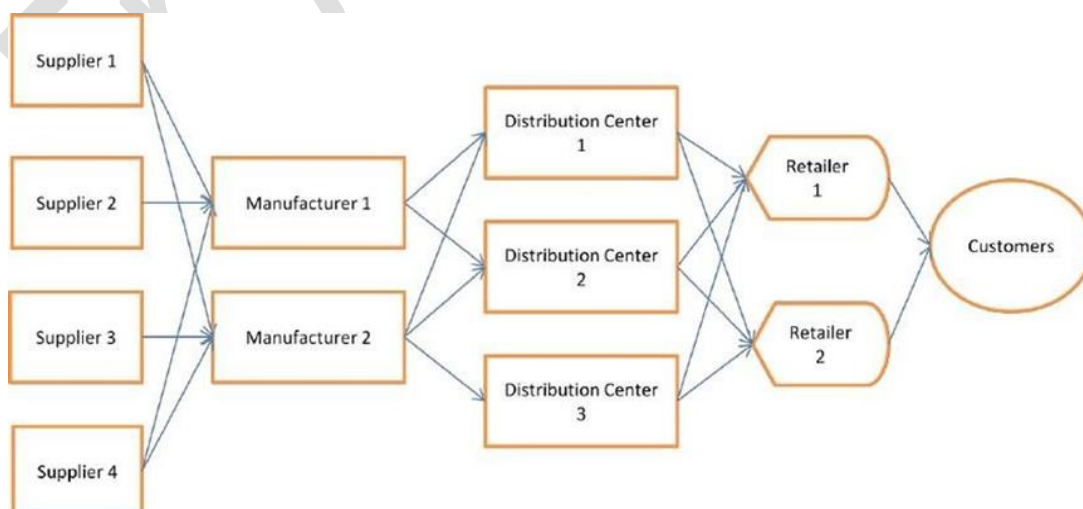 Supplier 1
Supplier 2
Supplier 3
Supplier 4
Manufacturer 1
Manufacturer 2
Distribution Center
1
Distribution Center
2
Distribution Center
3
Retailer
1
Retailer
2
Customers